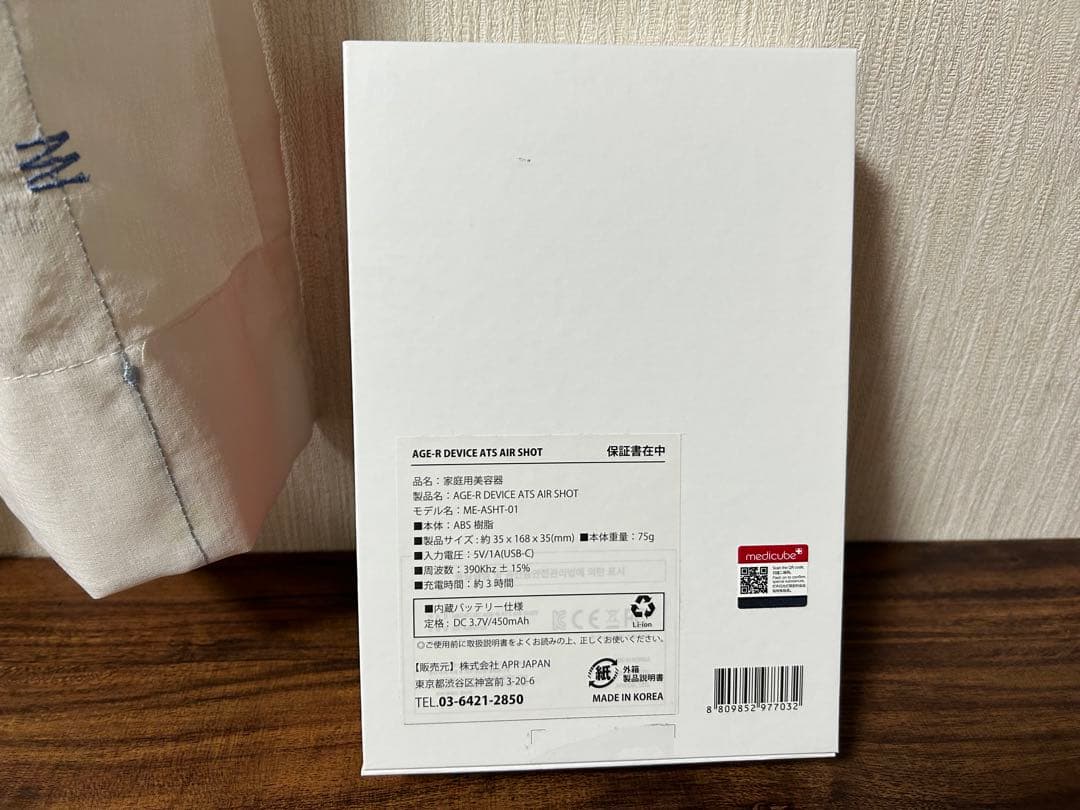 AGE-R DEVICE ATS AIR SHOT 保証書在中
品名：家庭用美容器
製品名：AGE-R DEVICE ATS AIR SHOT
モデル名：ME-ASHT-01
■本体：ABS 樹脂
■製品サイズ：約 35 x 168 x 35(mm) ■本体重量：75g
■入力電圧：5V/1A(USB-C)
■周波数：390Khz ± 15%
■充電時間：約 3 時間
■内蔵バッテリー仕様
定格：DC 3.7V/450mAh
Li-ion
◎ご使用前に取扱説明書をよくお読みの上、正しくお使いください。
【販売元】株式会社 APR JAPAN
東京都渋谷区神宮前 3-20-6
TEL.03-6421-2850
紙
外箱
製品説明書
MADE IN KOREA
medicube
Scan the QR code.
8 809852 977032